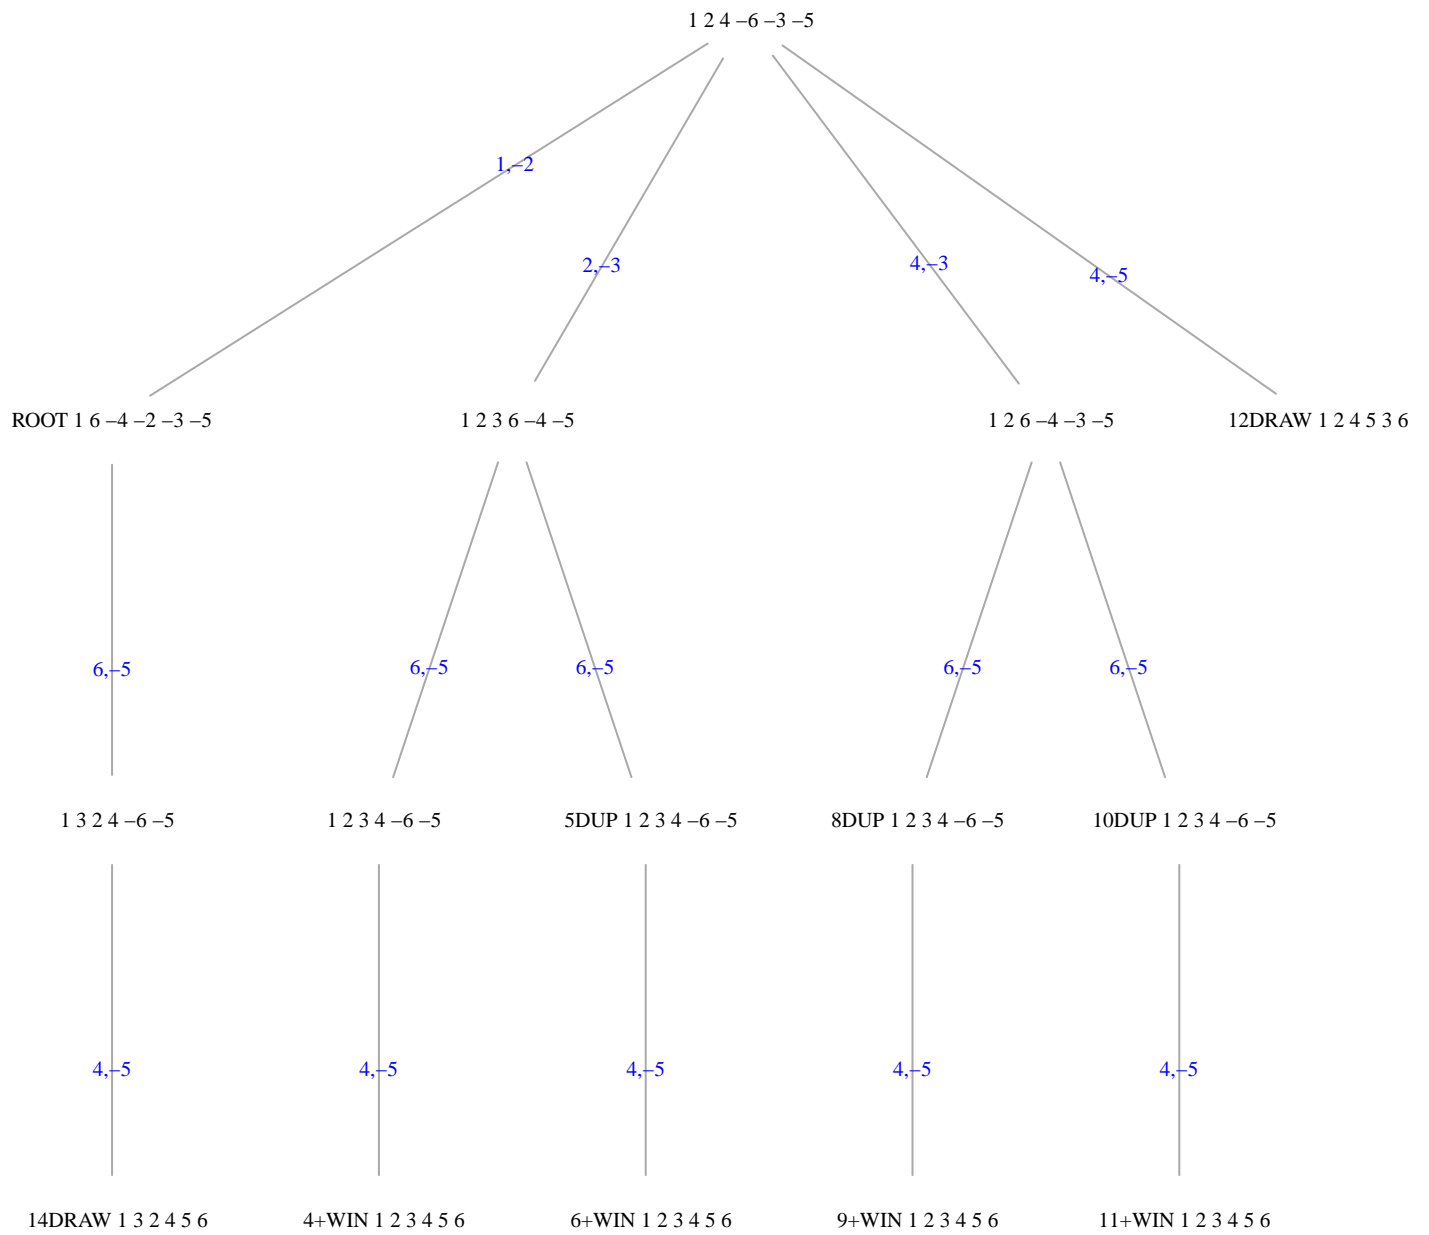 1 2 4 –6 –3 –5
1,–2
2,–3
4,–3
4,–5
ROOT 1 6 –4 –2 –3 –5
1 2 3 6 –4 –5
1 2 6 –4 –3 –5
12DRAW 1 2 4 5 3 6
6,–5
6,–5
6,–5
6,–5
6,–5
1 3 2 4 –6 –5
1 2 3 4 –6 –5
5DUP 1 2 3 4 –6 –5
8DUP 1 2 3 4 –6 –5
10DUP 1 2 3 4 –6 –5
4,–5
4,–5
4,–5
4,–5
4,–5
14DRAW 1 3 2 4 5 6
4+WIN 1 2 3 4 5 6
6+WIN 1 2 3 4 5 6
9+WIN 1 2 3 4 5 6
11+WIN 1 2 3 4 5 6